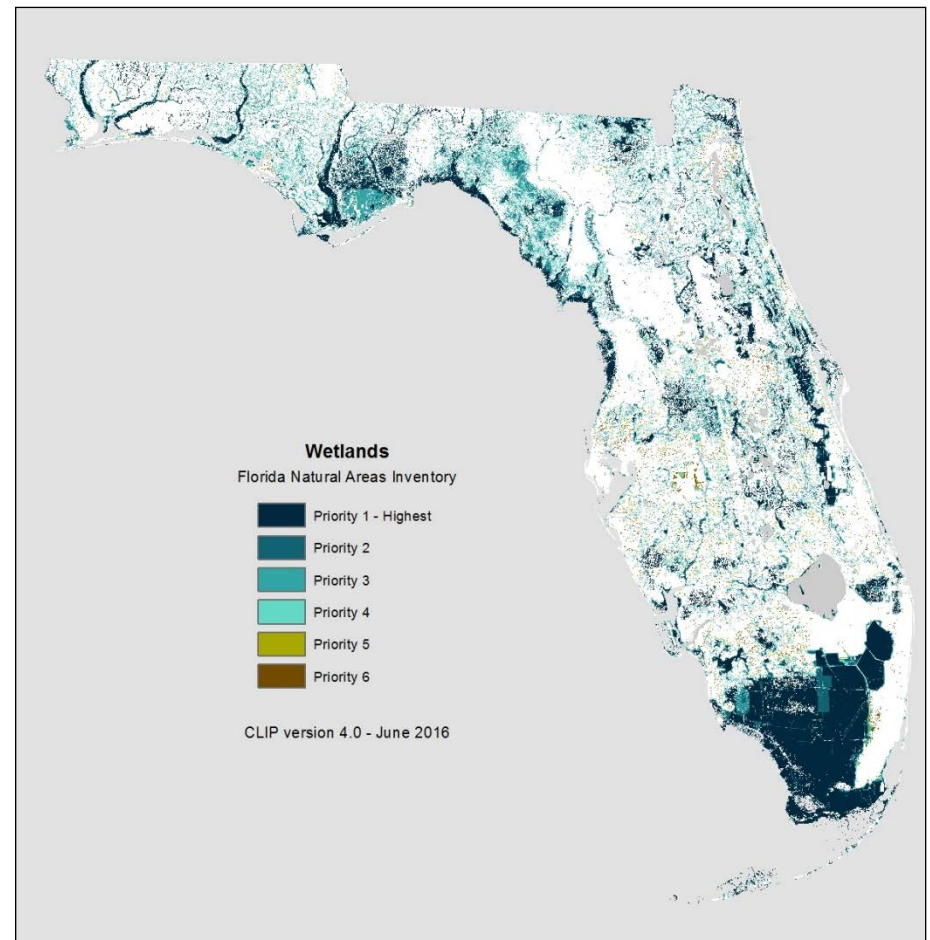 Wetlands
Florida Natural Areas Inventory
Priority 1 - Highest
Priority 2
Priority 3
Priority 4
Priority 5
Priority 6
CLIP version 4.0 - June 2016